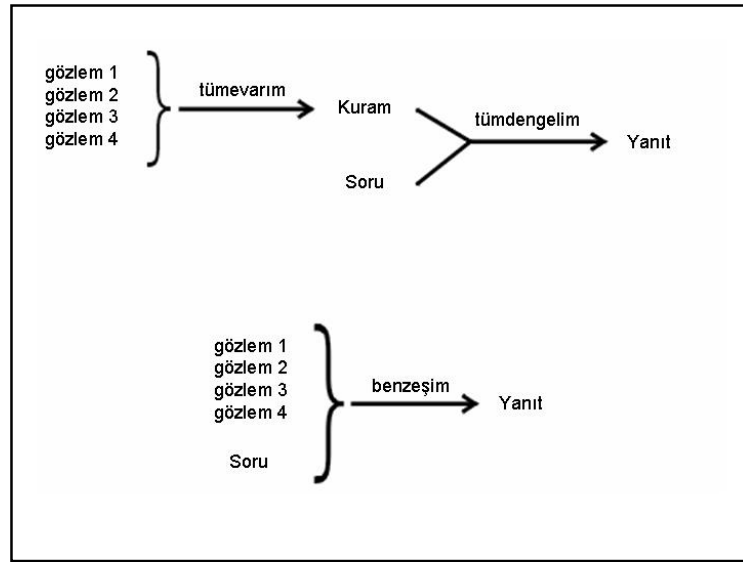 gözlem 1
gözlem 2
gözlem 3
gözlem 4
tümevarım
Kuram
Soru
tümdengelim
Yanıt
gözlem 1
gözlem 2
gözlem 3
gözlem 4
Soru
benzeşim
Yanıt